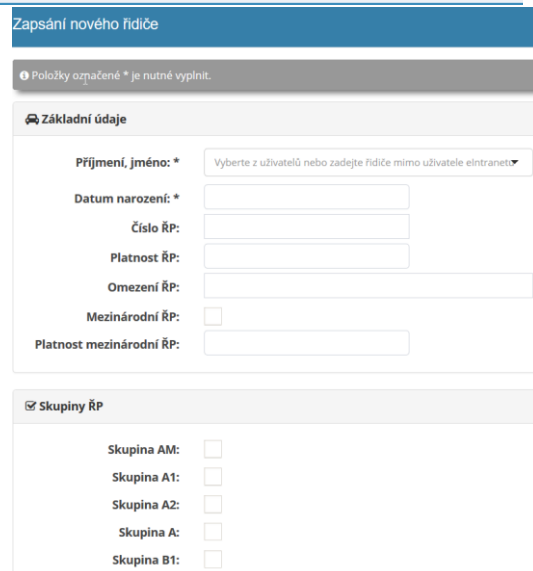 Zapsání nového řidiče
Položky označené * je nutné vyplnit.
Základní údaje
Příjmení, jméno: *
Vyberte z uživatelů nebo zadejte řidiče mimo uživatele eIntranetu
Datum narození: *
Číslo ŘP:
Platnost ŘP:
Omezení ŘP:
Mezinárodní ŘP:
Platnost mezinárodní ŘP:
Skupiny ŘP
Skupina AM:
Skupina A1:
Skupina A2:
Skupina A:
Skupina B1: